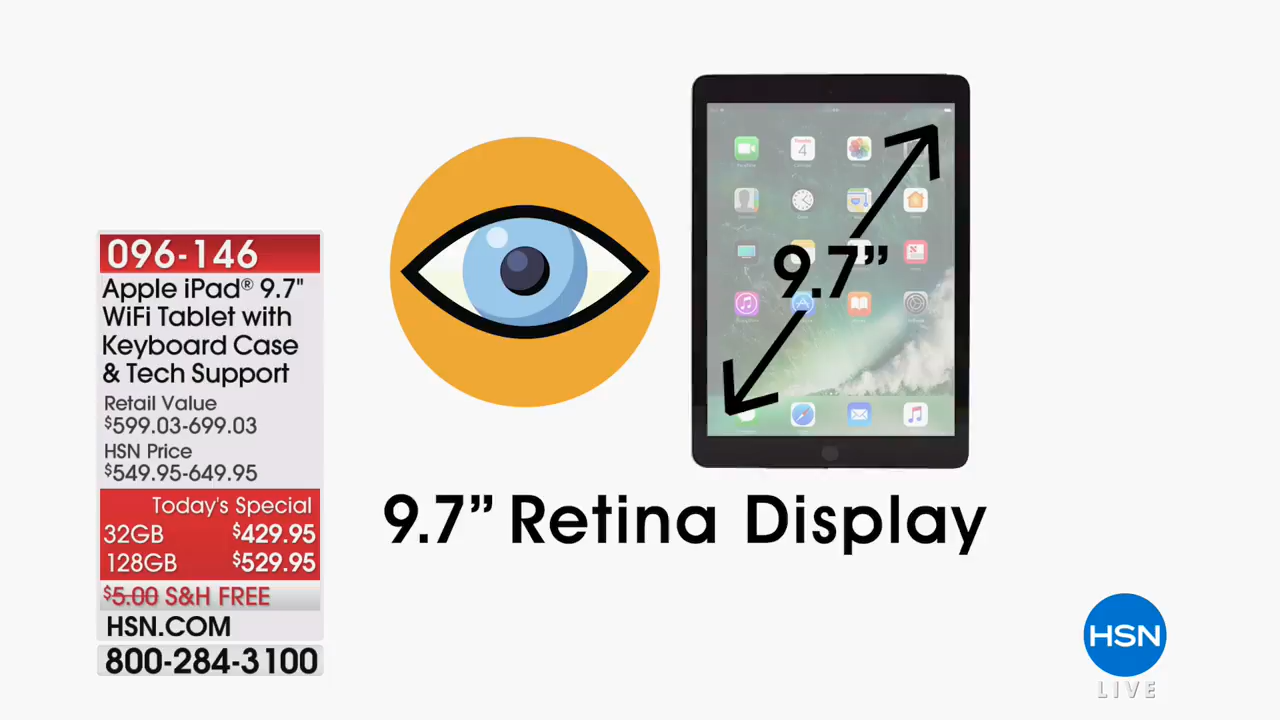 096-146
Apple iPad® 9.7"
WiFi Tablet with
Keyboard Case
& Tech Support
Retail Value
$599.03-699.03
HSN Price
$549.95-649.95
Today's Special
32GB $429.95
128GB $529.95
$5.00 S&H FREE
HSN.COM
800-284-3100
4
9.7”
9.7” Retina Display
HSN
LIVE